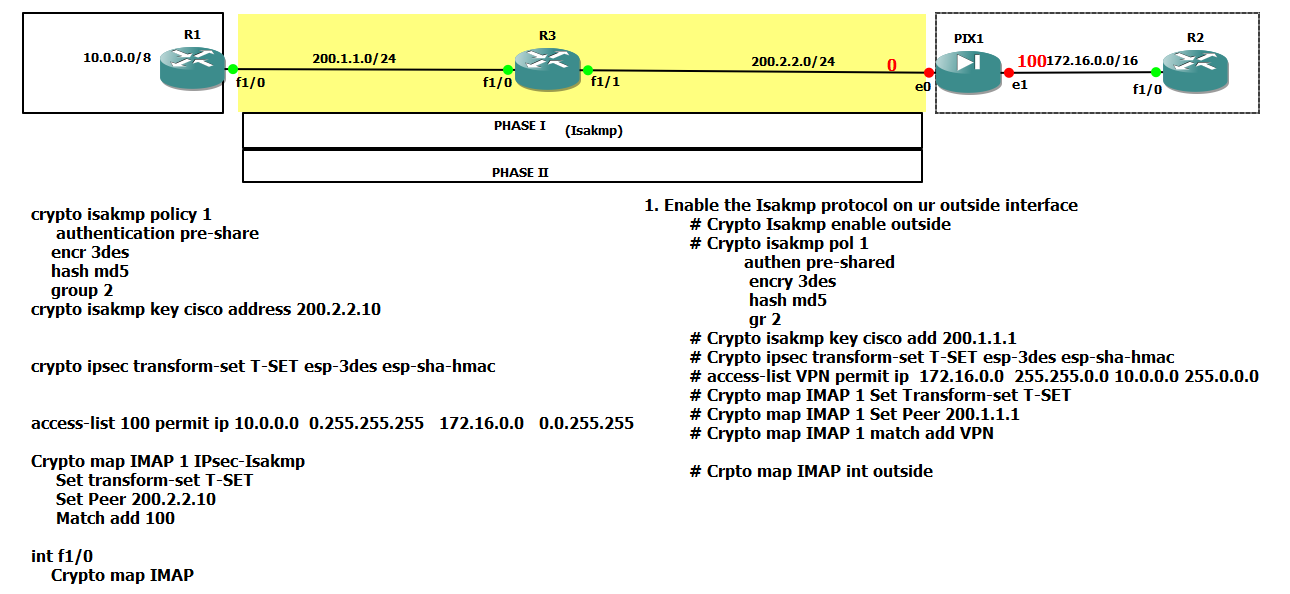 R1
10.0.0.0/8
f1/0
200.1.1.0/24
R3
f1/0
f1/1
200.2.2.0/24
0
e0
PIX1
100
172.16.0.0/16
e1
R2
f1/0
PHASE I (Isakmp)
PHASE II
crypto isakmp policy 1
authentication pre-share
encr 3des
hash md5
group 2
crypto isakmp key cisco address 200.2.2.10
crypto ipsec transform-set T-SET esp-3des esp-sha-hmac
access-list 100 permit ip 10.0.0.0 0.255.255.255 172.16.0.0 0.0.255.255
Crypto map IMAP 1 IPsec-Isakmp
Set transform-set T-SET
Set Peer 200.2.2.10
Match add 100
int f1/0
Crypto map IMAP
1. Enable the Isakmp protocol on ur outside interface
# Crypto Isakmp enable outside
# Crypto isakmp pol 1
authen pre-shared
encry 3des
hash md5
gr 2
# Crypto isakmp key cisco add 200.1.1.1
# Crypto ipsec transform-set T-SET esp-3des esp-sha-hmac
# access-list VPN permit ip 172.16.0.0 255.255.0.0 10.0.0.0 255.0.0.0
# Crypto map IMAP 1 Set Transform-set T-SET
# Crypto map IMAP 1 Set Peer 200.1.1.1
# Crypto map IMAP 1 match add VPN
# Crpto map IMAP int outside